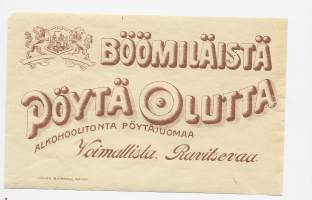 BÖÖMILÄISTÄ
PÖYTÄ OLUTTA
ALKOHOOLITONTA PÖYTÄJUOMAA
Voimallista. Ravitsevaa.